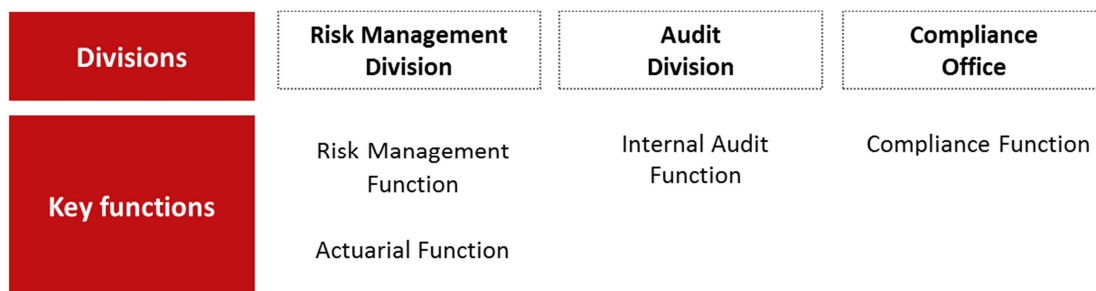 Divisions
Risk Management
Division
Audit
Division
Compliance
Office
Key functions
Risk Management
Function
Actuarial Function
Internal Audit
Function
Compliance Function